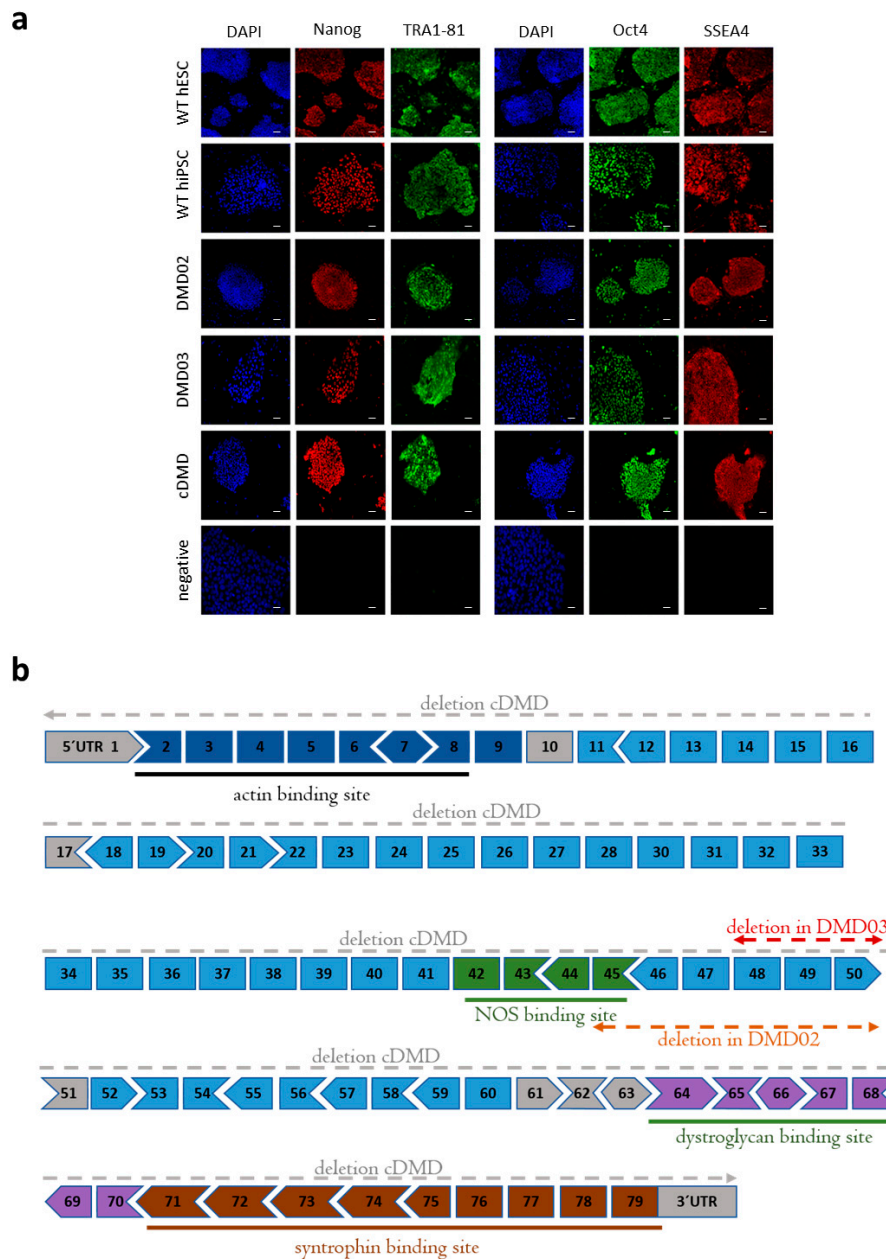 a
DAPI Nanog TRA1-81 DAPI Oct4 SSEA4
WT hESC
WT hiPSC
DMD02
DMD03
cDMD
negative
b
deletion cDMD
5´UTR 1 2 3 4 5 6 7 8 9 10 11 12 13 14 15 16
actin binding site
deletion cDMD
17 18 19 20 21 22 23 24 25 26 27 28 30 31 32 33
deletion in DMD03
deletion cDMD
34 35 36 37 38 39 40 41 42 43 44 45 46 47 48 49 50
NOS binding site
deletion in DMD02
deletion cDMD
51 52 53 54 55 56 57 58 59 60 61 62 63 64 65 66 67 68
dystroglycan binding site
deletion cDMD
69 70 71 72 73 74 75 76 77 78 79 3´UTR
syntrophin binding site